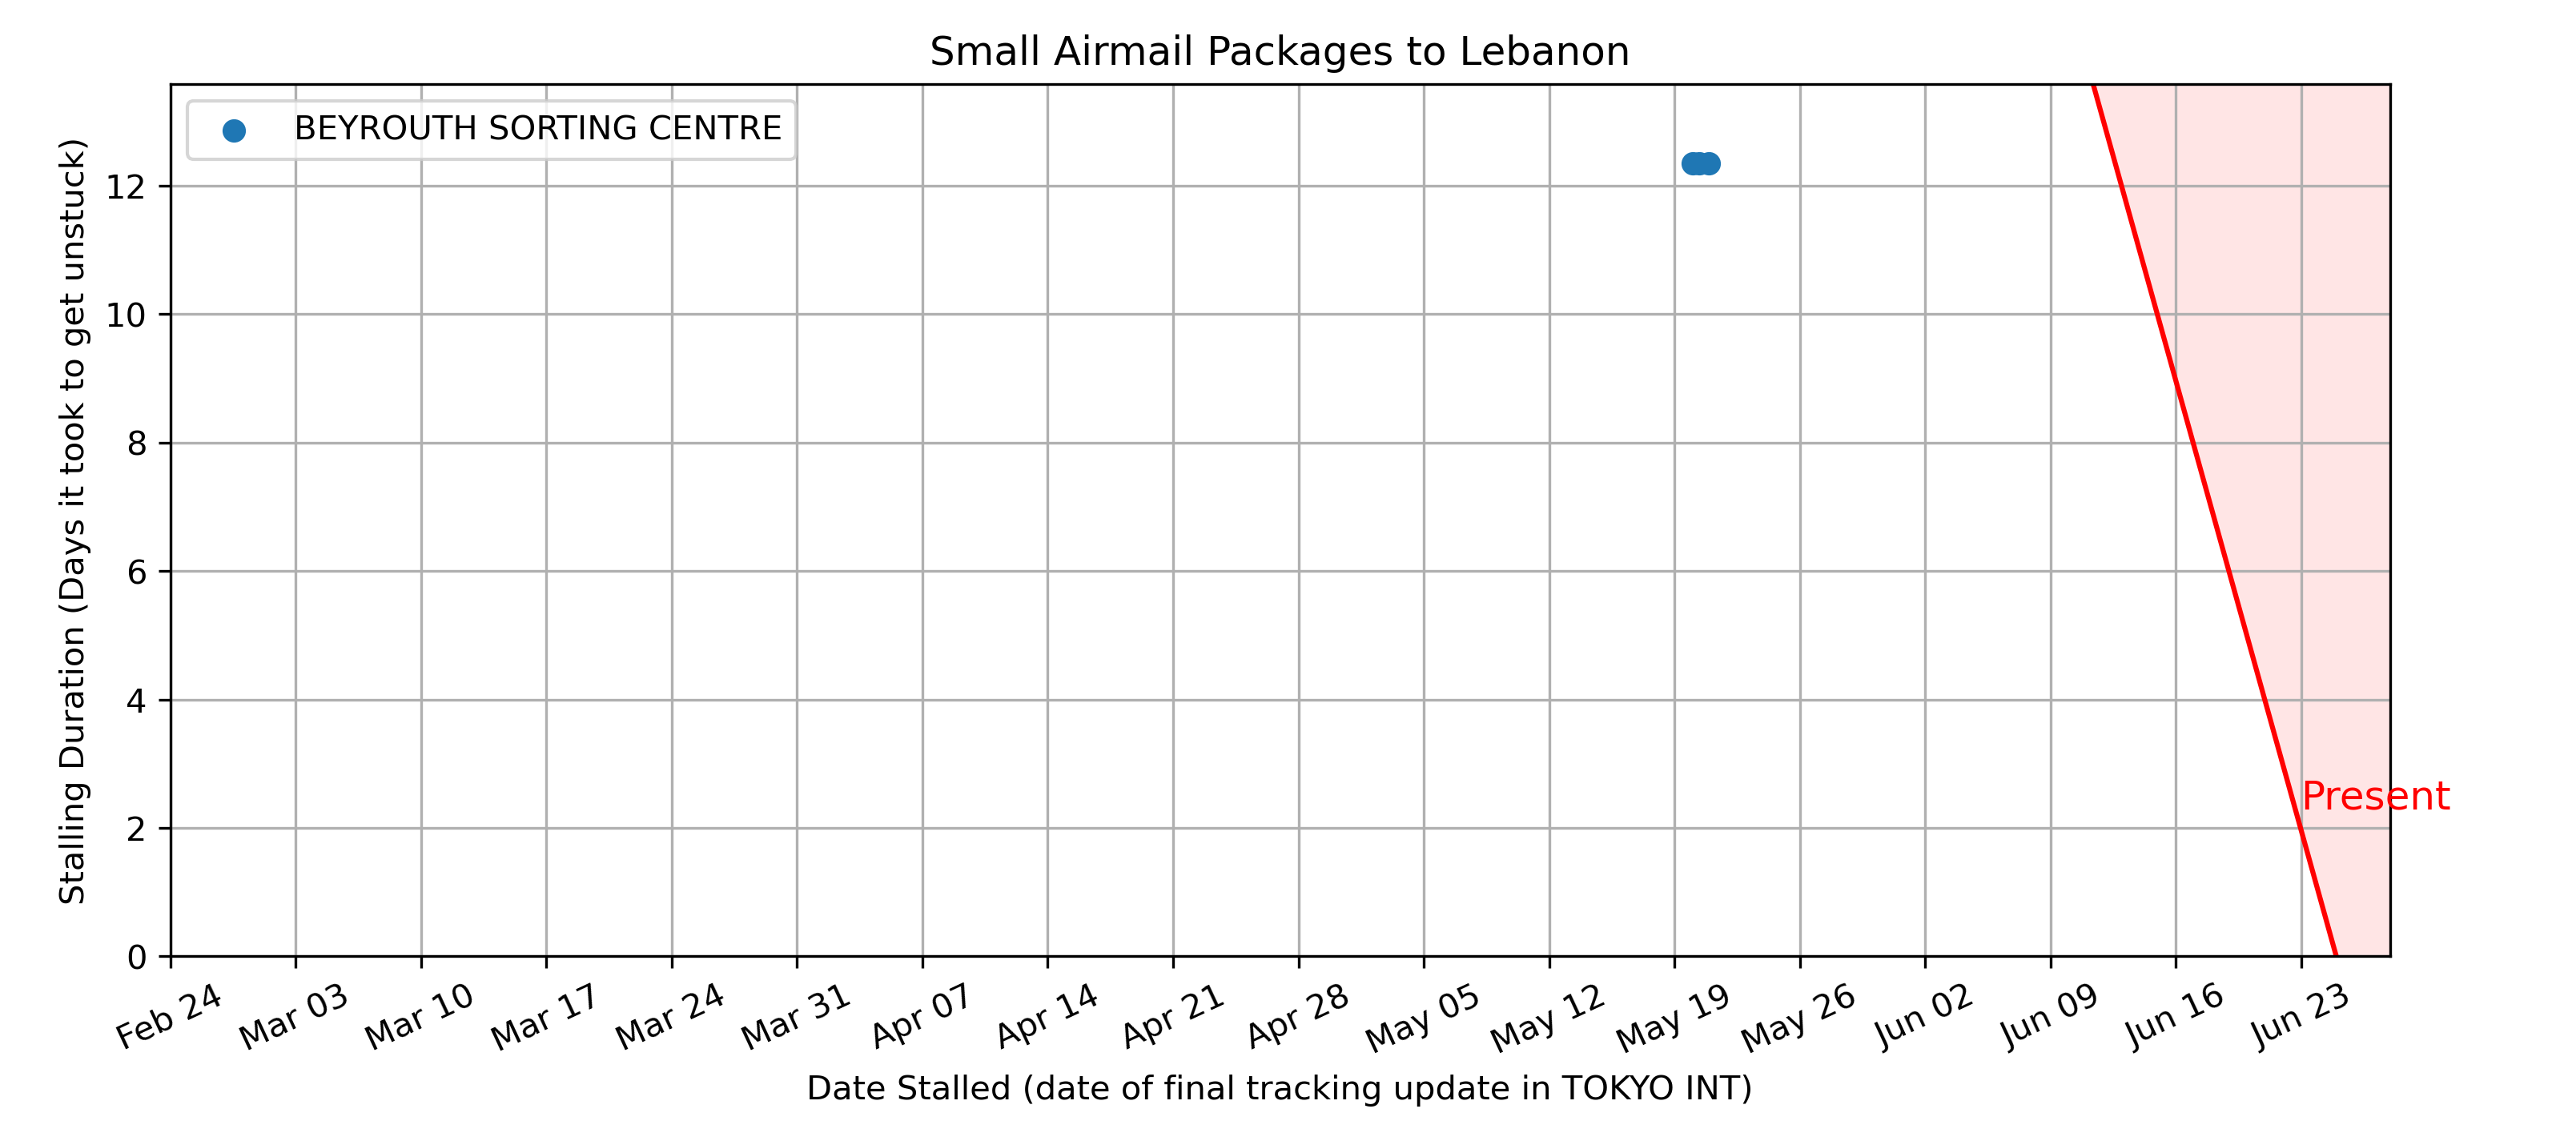 Small Airmail Packages to Lebanon
BEYROUTH SORTING CENTRE
Stalling Duration (Days it took to get unstuck)
12
10
8
6
4
2
0
Present
Feb 24
Mar 03
Mar 10
Mar 17
Mar 24
Mar 31
Apr 07
Apr 14
Apr 21
Apr 28
May 05
May 12
May 19
May 26
Jun 02
Jun 09
Jun 16
Jun 23
Date Stalled (date of final tracking update in TOKYO INT)